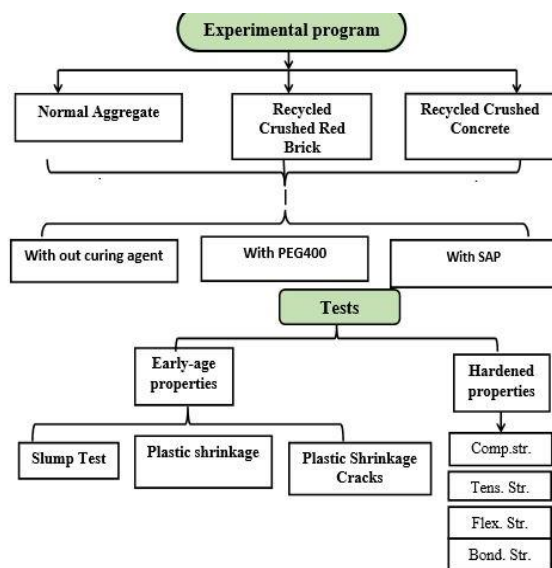 Experimental program
Normal Aggregate
Recycled
Crushed Red
Brick
Recycled Crushed
Concrete
With out curing agent
With PEG400
With SAP
Tests
Early-age
properties
Hardened
properties
Slump Test
Plastic shrinkage
Plastic Shrinkage
Cracks
Comp.str.
Tens. Str.
Flex. Str.
Bond. Str.